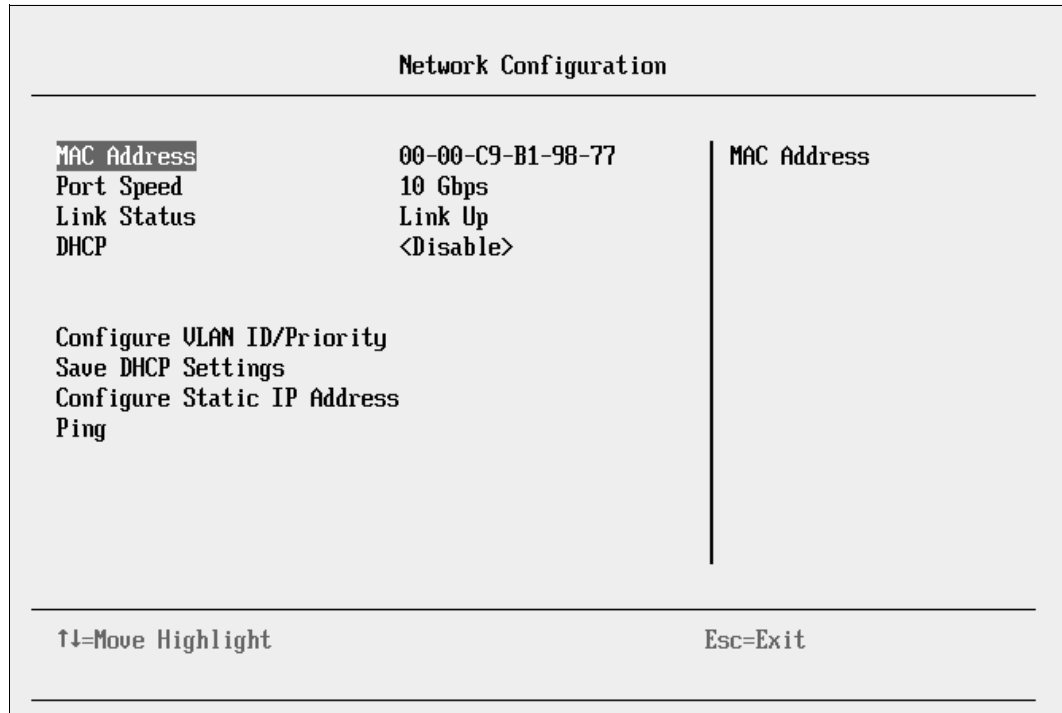 Network Configuration
MAC Address 00-00-C9-B1-98-77 MAC Address
Port Speed 10 Gbps
Link Status Link Up
DHCP <Disable>
Configure VLAN ID/Priority
Save DHCP Settings
Configure Static IP Address
Ping
↑↓=Move Highlight Esc=Exit